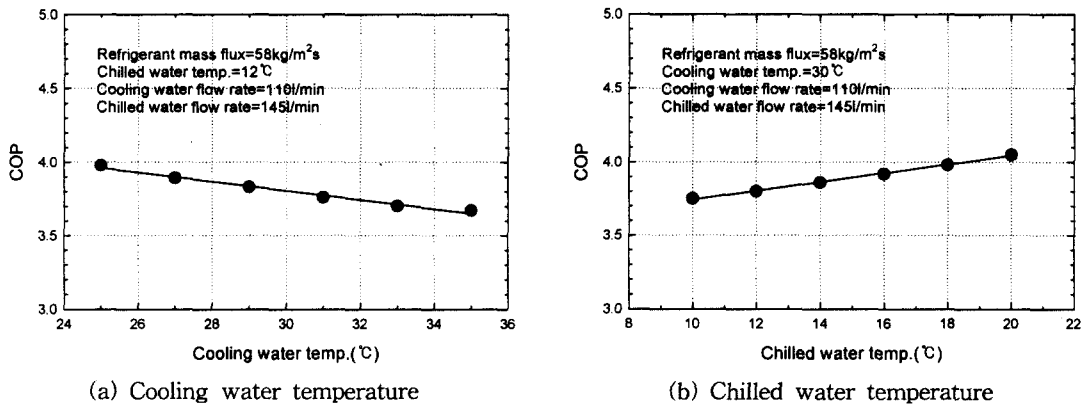 5.0
4.5
4.0
3.5
3.0
COP
Refrigerant mass flux=58kg/m²s
Chilled water temp.=12℃
Cooling water flow rate=110l/min
Chilled water flow rate=145l/min
24 26 28 30 32 34 36
Cooling water temp.(℃)
(a) Cooling water temperature
5.0
4.5
4.0
3.5
3.0
COP
Refrigerant mass flux=58kg/m²s
Cooling water temp.=30℃
Cooling water flow rate=110l/min
Chilled water flow rate=145l/min
8 10 12 14 16 18 20 22
Chilled water temp.(℃)
(b) Chilled water temperature